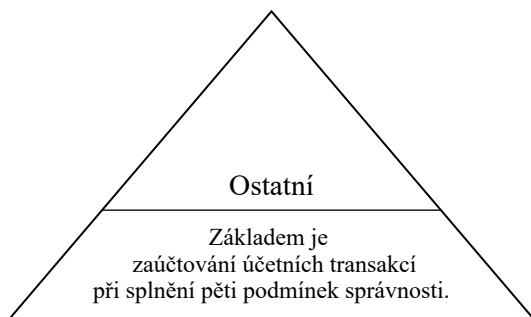 Ostatní
Základem je
zaúčtování účetních transakcí
při splnění pěti podmínek správnosti.